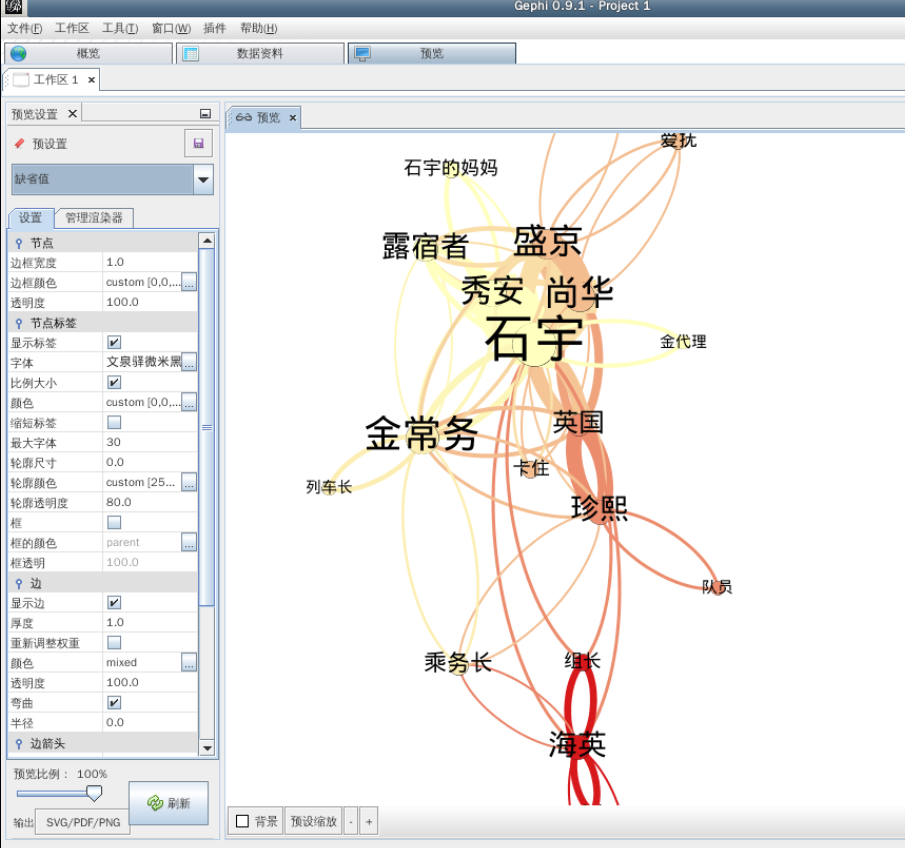 Gephi 0.9.1 - Project 1
文件(F) 工作区 工具(T) 窗口(W) 插件 帮助(H)
概览 数据资料 预览
工作区 1 ×
预览设置 ×
预览 ×
预设置
缺省值
设置 管理渲染器
节点
边框宽度 1.0
边框颜色 custom [0,0,... ...
透明度 100.0
节点标签
显示标签
字体 文泉驿微米黑 ...
比例大小
颜色 custom [0,0,... ...
缩短标签
最大字体 30
轮廓尺寸 0.0
轮廓颜色 custom [25... ...
轮廓透明度 80.0
框
框的颜色 parent ...
框透明 100.0
边
显示边
厚度 1.0
重新调整权重
颜色 mixed ...
透明度 100.0
弯曲
半径 0.0
边箭头
预览比例： 100%
刷新
输出 SVG/PDF/PNG
爱抚
石宇的妈妈
露宿者
盛京
秀安
尚华
石宇
金代理
金常务
英国
卡住
列车长
珍熙
队员
乘务长
组长
海英
背景 预设缩放 - +